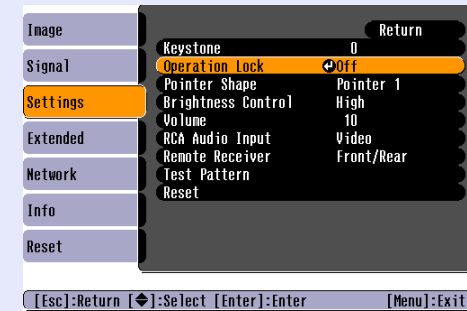 Image
Signal
Settings
Extended
Network
Info
Reset
Return
Keystone 0
Operation Lock Off
Pointer Shape Pointer 1
Brightness Control High
Volume 10
RCA Audio Input Video
Remote Receiver Front/Rear
Test Pattern
Reset
[Esc]:Return [◆]:Select [Enter]:Enter [Menu]:Exit